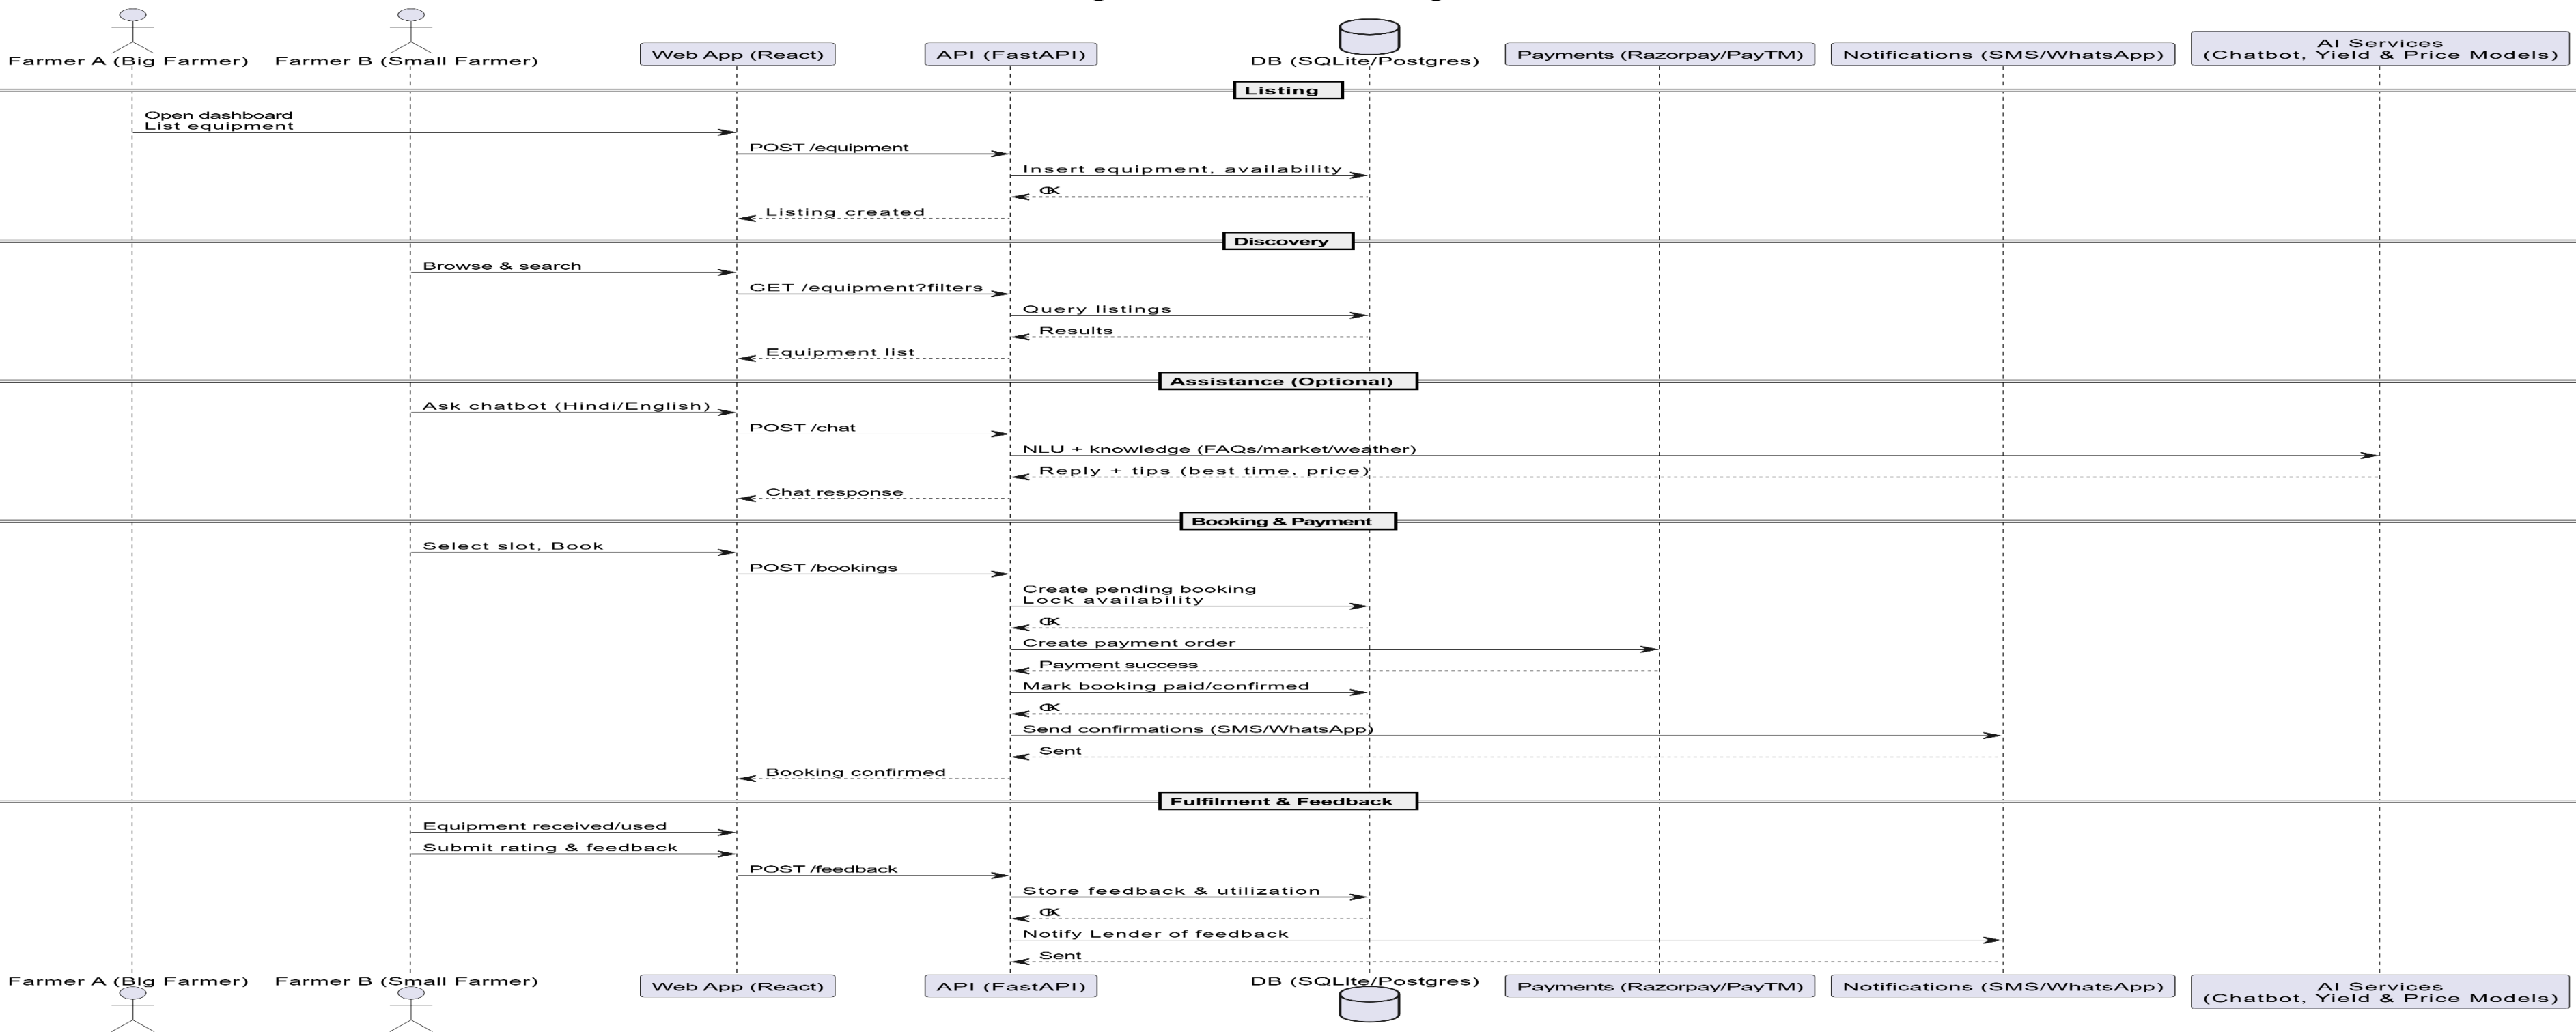 Farmer A (Big Farmer)
Farmer B (Small Farmer)
Web App (React)
API (FastAPI)
DB (SQLite/Postgres)
Payments (Razorpay/PayTM)
Notifications (SMS/WhatsApp)
AI Services
(Chatbot, Yield & Price Models)
Listing
Open dashboard
List equipment
POST /equipment
Insert equipment, availability
OK
Listing created
Discovery
Browse & search
GET /equipment?filters
Query listings
Results
Equipment list
Assistance (Optional)
Ask chatbot (Hindi/English)
POST /chat
NLU + knowledge (FAQs/market/weather)
Reply + tips (best time, price)
Chat response
Booking & Payment
Select slot, Book
POST /bookings
Create pending booking
Lock availability
OK
Create payment order
Payment success
Mark booking paid/confirmed
OK
Send confirmations (SMS/WhatsApp)
Sent
Booking confirmed
Fulfilment & Feedback
Equipment received/used
Submit rating & feedback
POST /feedback
Store feedback & utilization
OK
Notify Lender of feedback
Sent
Farmer A (Big Farmer)
Farmer B (Small Farmer)
Web App (React)
API (FastAPI)
DB (SQLite/Postgres)
Payments (Razorpay/PayTM)
Notifications (SMS/WhatsApp)
AI Services
(Chatbot, Yield & Price Models)